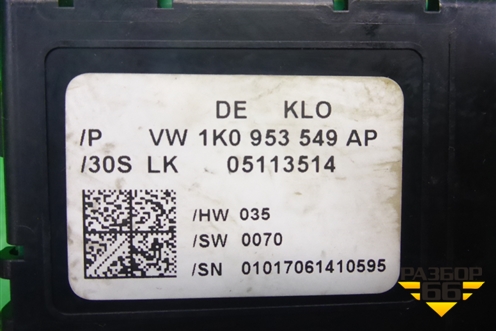 DE KLO
/P VW 1K0 953 549 AP
/30S LK 05113514
/HW 035
/SW 0070
/SN 01017061410595
РАЗБОР
66